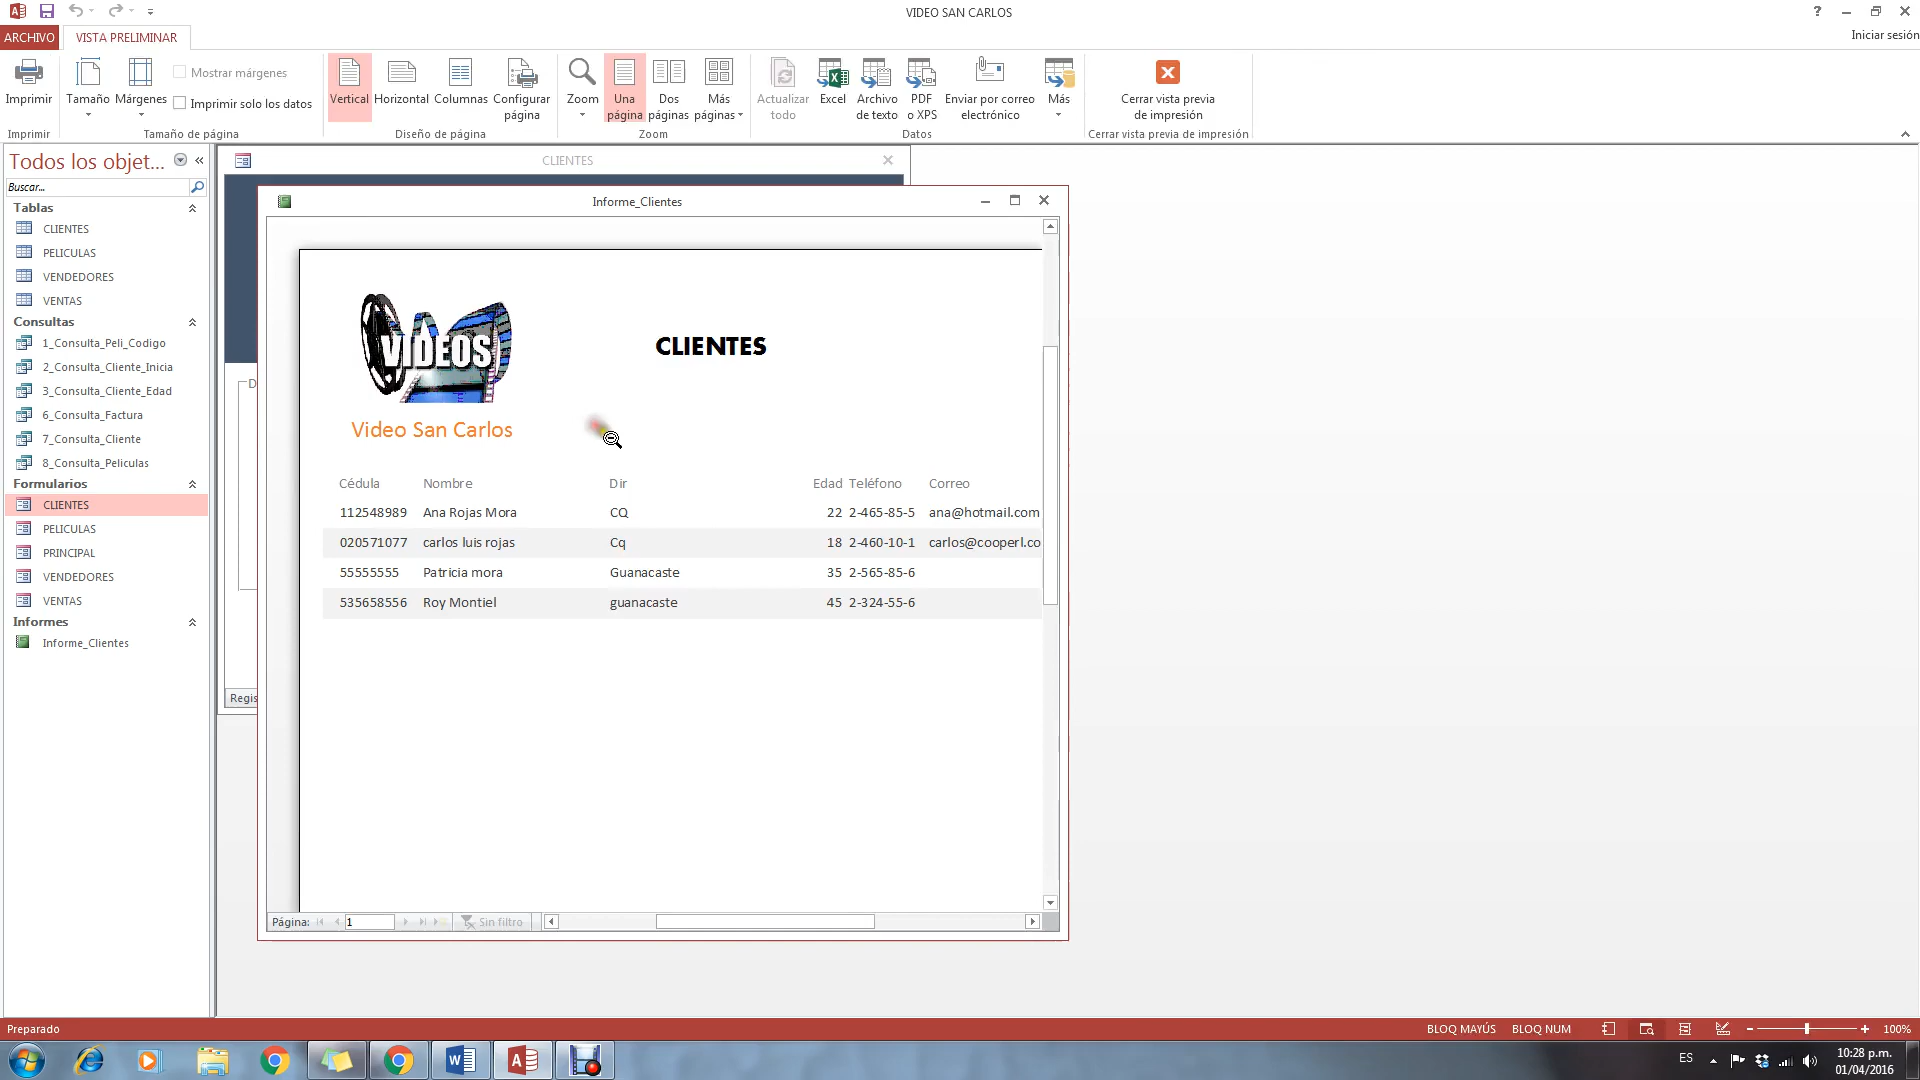 VIDEO SAN CARLOS
ARCHIVO
VISTA PRELIMINAR
Iniciar sesión
Imprimir
Tamaño
Márgenes
Mostrar márgenes
Imprimir solo los datos
Vertical
Horizontal
Columnas
Configurar página
Zoom
Una página
Dos páginas
Más páginas
Actualizar todo
Excel
Archivo de texto
PDF o XPS
Enviar por correo electrónico
Más
Cerrar vista previa de impresión
Imprimir
Tamaño de página
Diseño de página
Zoom
Datos
Cerrar vista previa de impresión
Todos los objet...
Buscar...
Tablas
CLIENTES
PELICULAS
VENDEDORES
VENTAS
Consultas
1_Consulta_Peli_Codigo
2_Consulta_Cliente_Inicia
3_Consulta_Cliente_Edad
6_Consulta_Factura
7_Consulta_Cliente
8_Consulta_Peliculas
Formularios
CLIENTES
PELICULAS
PRINCIPAL
VENDEDORES
VENTAS
Informes
Informe_Clientes
CLIENTES
D
Regis
Informe_Clientes
VIDEOS
CLIENTES
Video San Carlos
Cédula Nombre Dir Edad Teléfono Correo
112548989 Ana Rojas Mora CQ 22 2-465-85-5 ana@hotmail.com
020571077 carlos luis rojas Cq 18 2-460-10-1 carlos@cooperl.co
55555555 Patricia mora Guanacaste 35 2-565-85-6
535658556 Roy Montiel guanacaste 45 2-324-55-6
Página: 1 Sin filtro
Preparado
BLOQ MAYÚS BLOQ NUM 100%
ES
10:28 p.m.
01/04/2016